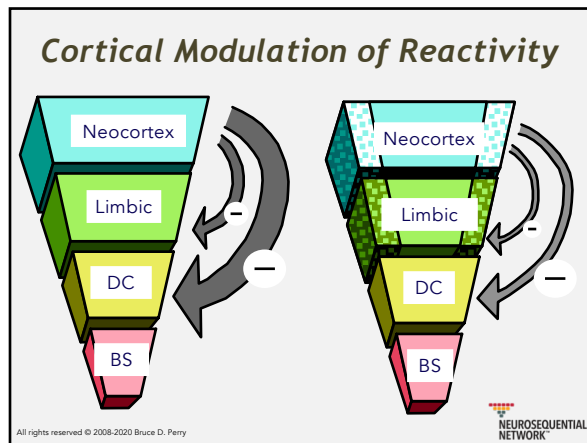 Cortical Modulation of Reactivity
Neocortex
Limbic
–
DC
—
BS
Neocortex
Limbic
-
DC
—
BS
All rights reserved © 2008-2020 Bruce D. Perry
NEUROSEQUENTIAL
NETWORK™